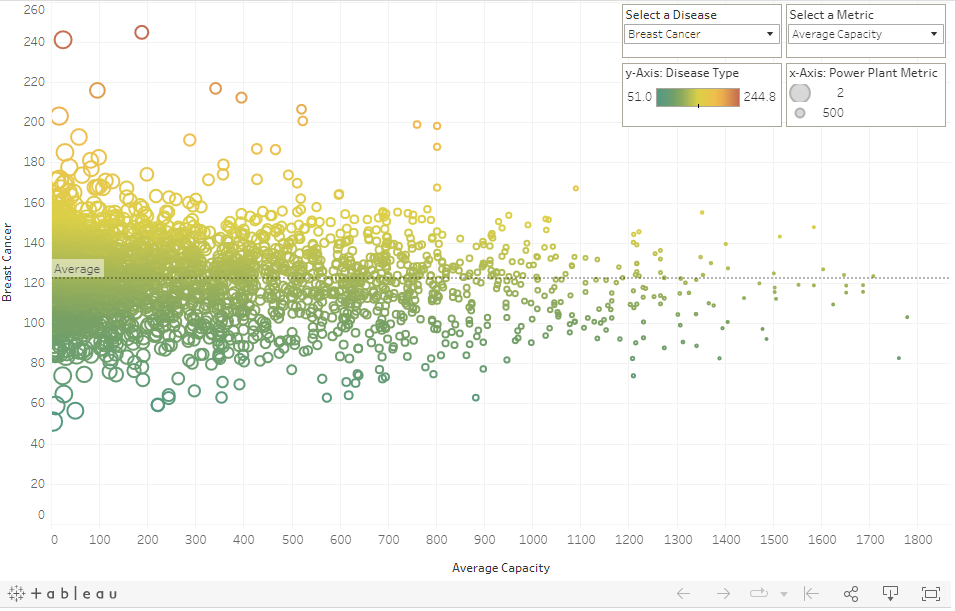 Select a Disease
Breast Cancer
Select a Metric
Average Capacity
y-Axis: Disease Type
51.0 244.8
x-Axis: Power Plant Metric
2
500
260
240
220
200
180
160
140
120
100
80
60
40
20
0
Breast Cancer
Average
0 100 200 300 400 500 600 700 800 900 1000 1100 1200 1300 1400 1500 1600 1700 1800
Average Capacity
+ a b | e a u